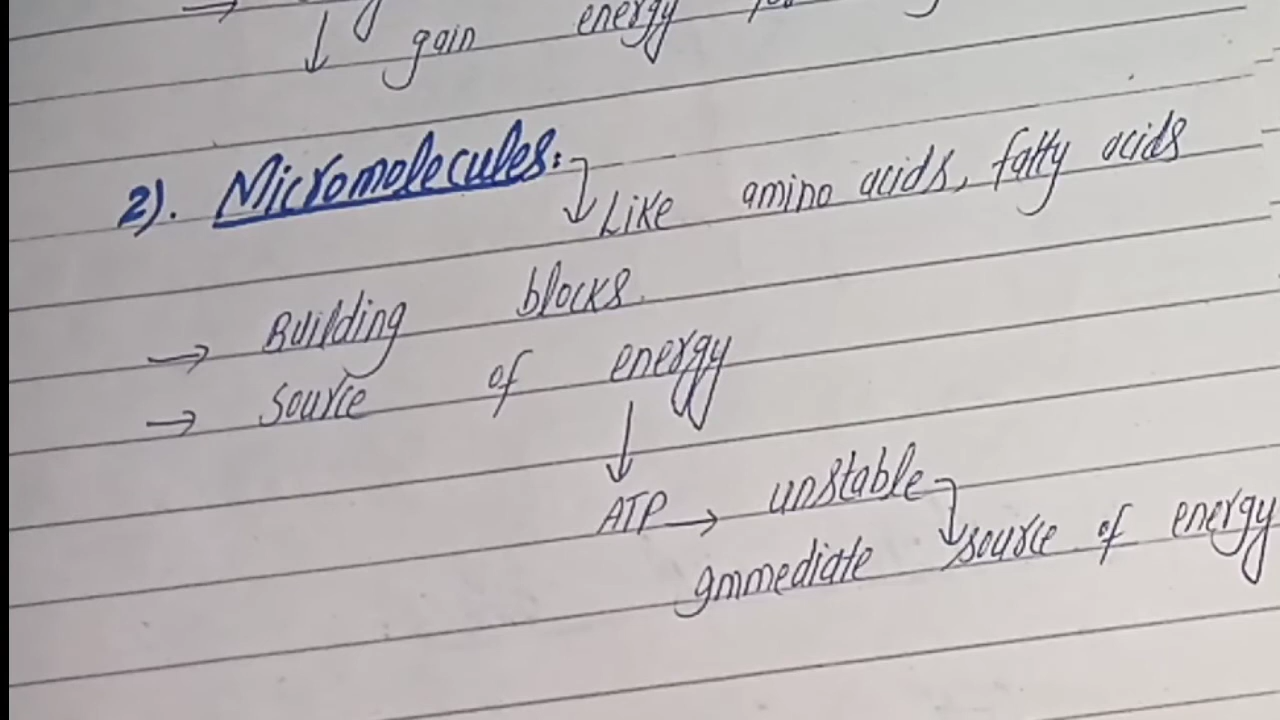 →
↓ gain energy
2). Micromolecules:
↓ Like amino acids, fatty acids
→ Building blocks.
→ source of energy
↓
ATP → unstable
Immediate ↓ source of energy